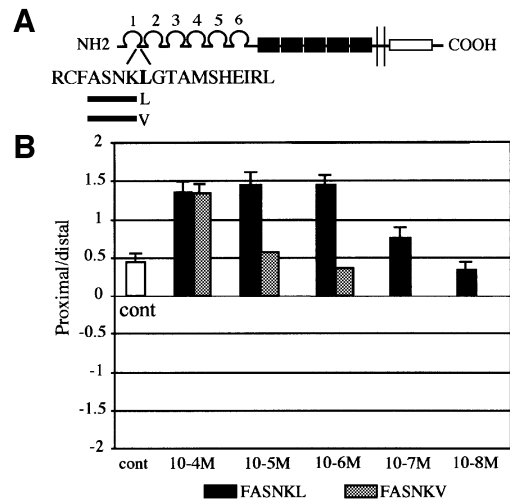 A
1 2 3 4 5 6
NH2 COOH
RCFASNKLGTAMSHEIRL
L
V
B
2
1.5
1
0.5
0
-0.5
-1
-1.5
-2
Proximal/distal
cont
cont 10-4M 10-5M 10-6M 10-7M 10-8M
FASNKL FASNKV